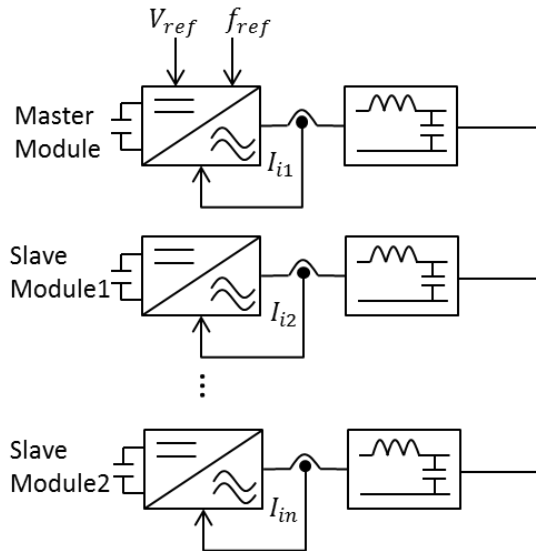 V_ref f_ref
Master
Module
I_i1
Slave
Module1
I_i2
⋮
Slave
Module2
I_in